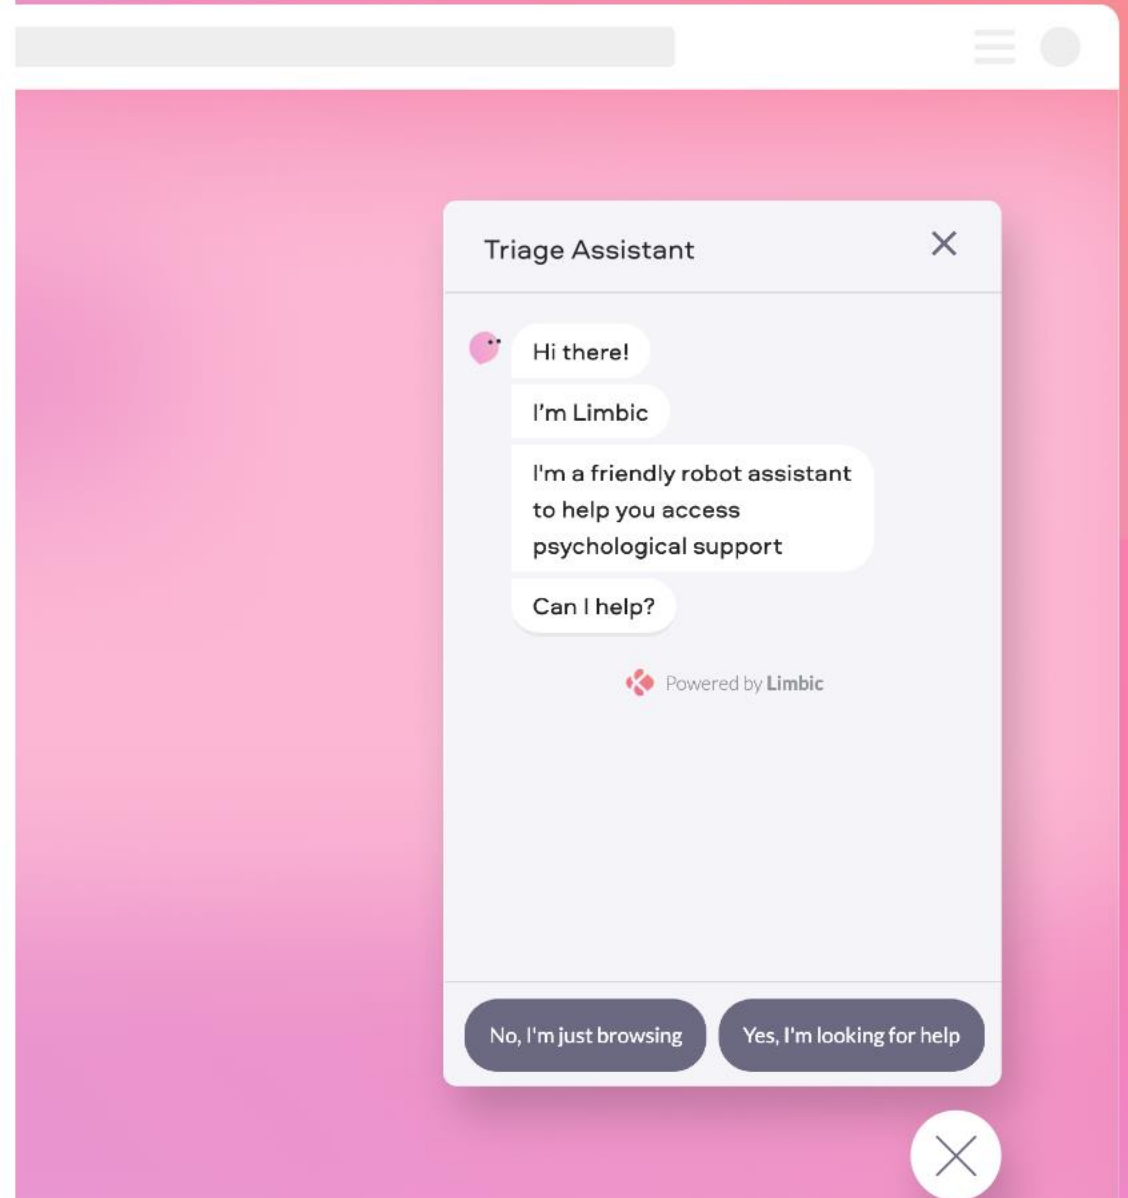 Triage Assistant
Hi there!
I’m Limbic
I'm a friendly robot assistant
to help you access
psychological support
Can I help?
Powered by Limbic
No, I'm just browsing
Yes, I'm looking for help